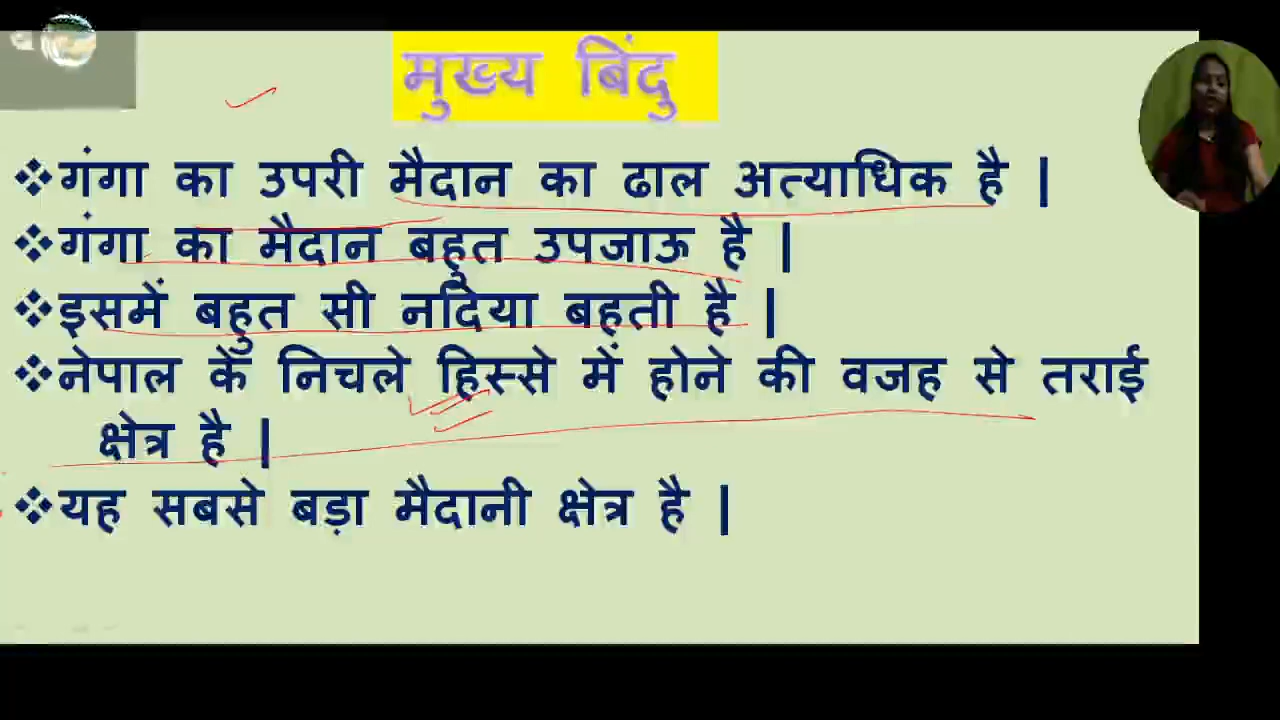 मुख्य बिंदु
❖गंगा का उपरी मैदान का ढाल अत्याधिक है |
❖गंगा का मैदान बहुत उपजाऊ है |
❖इसमें बहुत सी नदिया बहती है |
❖नेपाल के निचले हिस्से में होने की वजह से तराई
क्षेत्र है |
❖यह सबसे बड़ा मैदानी क्षेत्र है |